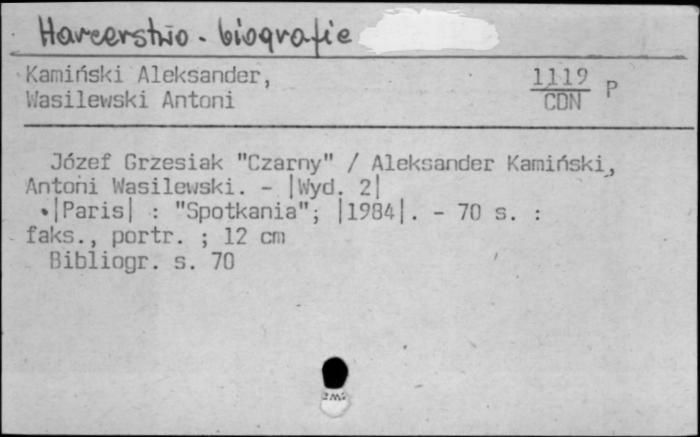 Harcerstwo - biografie
Kamiński Aleksander,
Wasilewski Antoni
1119
CDN
P
Józef Grzesiak "Czarny" / Aleksander Kamiński,
Antoni Wasilewski. - |Wyd. 2|
|Paris| : "Spotkania", |1984|. - 70 s. :
faks., portr. ; 12 cm
Bibliogr. s. 70